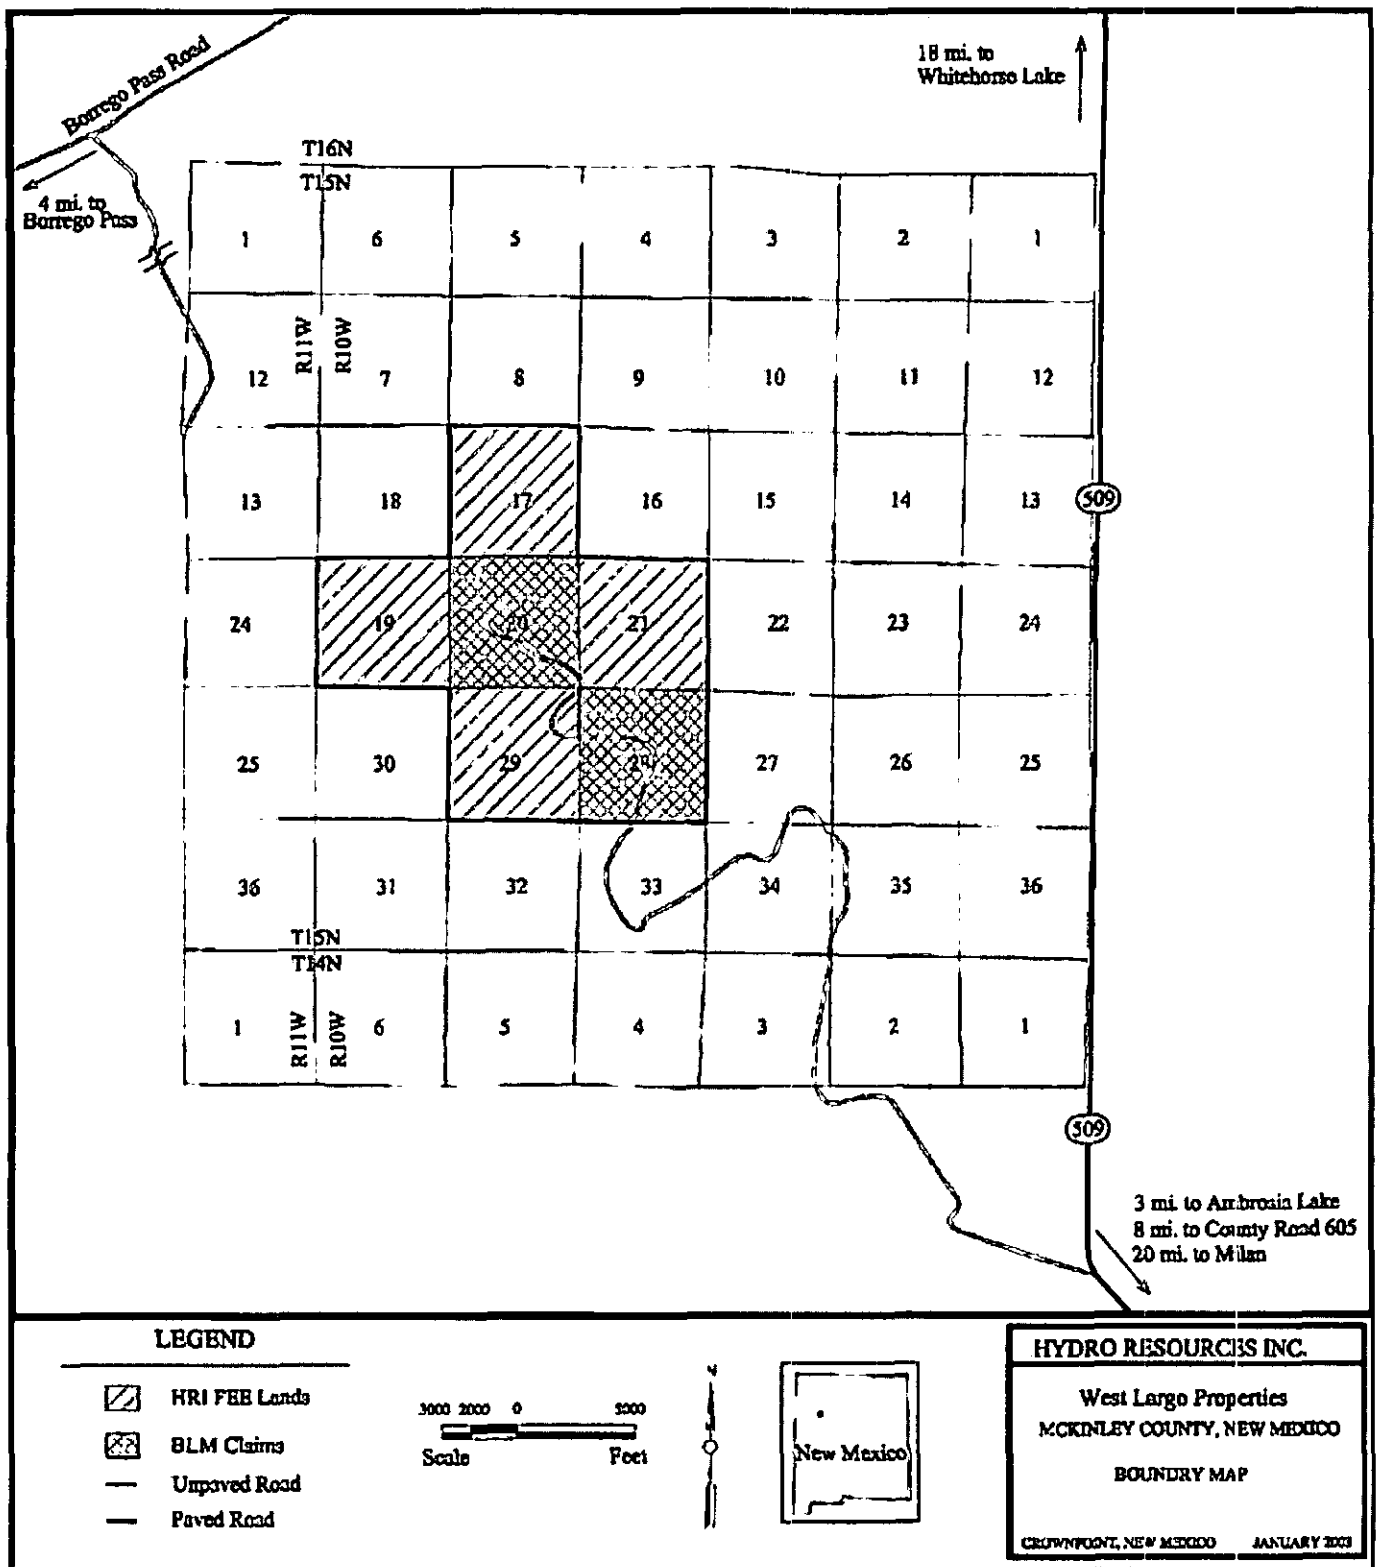 Borrego Pass Road
18 mi. to
Whitehorse Lake
4 mi. to
Borrego Pass
T16N
T15N
1 6 5 4 3 2 1
R11W R10W
12 7 8 9 10 11 12
13 18 17 16 15 14 13
509
24 19 20 21 22 23 24
25 30 29 28 27 26 25
36 31 32 33 34 35 36
T15N
T14N
1 6 5 4 3 2 1
R11W R10W
509
3 mi. to Ambrosia Lake
8 mi. to County Road 605
20 mi. to Milan
LEGEND
HRI FEE Lands
BLM Claims
Unpaved Road
Paved Road
3000 2000 0 5000
Scale Feet
New Mexico
HYDRO RESOURCES INC.
West Largo Properties
MCKINLEY COUNTY, NEW MEXICO
BOUNDRY MAP
CROWNPOINT, NEW MEXICO JANUARY